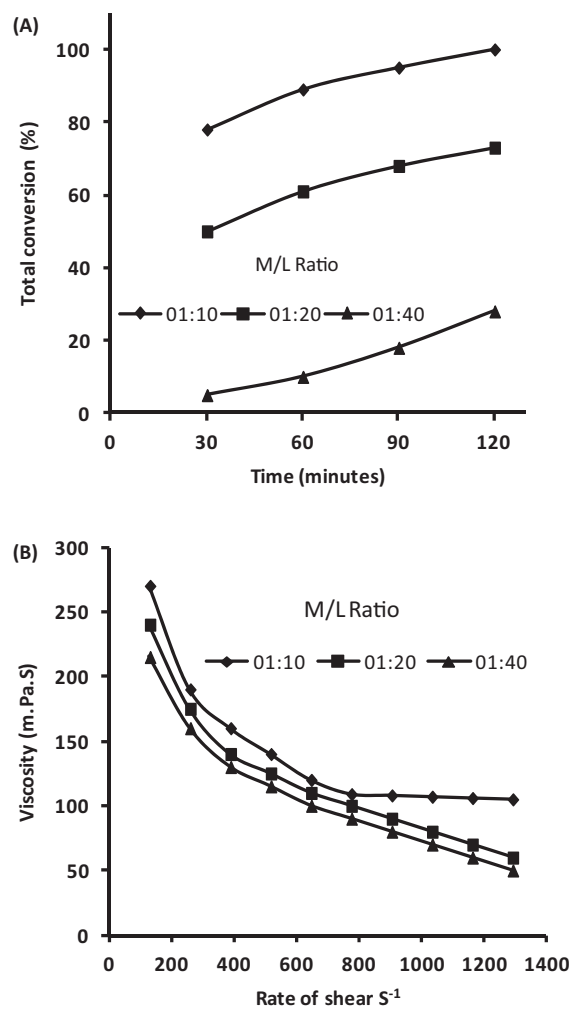 (A)
100
80
60
40
20
0
Total conversion (%)
M/L Ratio
01:10 01:20 01:40
0 30 60 90 120
Time (minutes)
(B)
300
250
200
150
100
50
0
Viscosity (m.Pa.S)
M/L Ratio
01:10 01:20 01:40
0 200 400 600 800 1000 1200 1400
Rate of shear S⁻¹